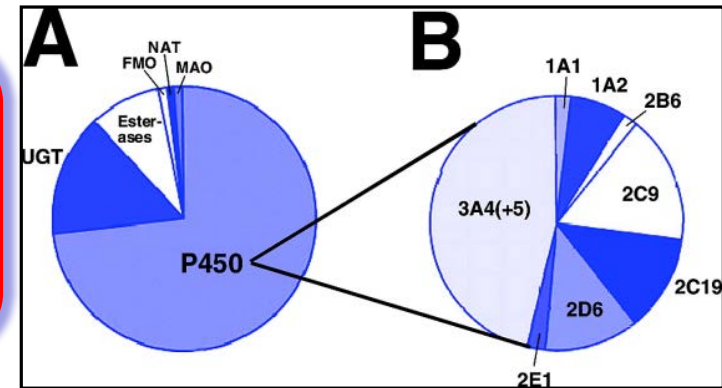 A
B
NAT
FMO
MAO
Ester-
ases
UGT
P450
1A1
1A2
2B6
2C9
3A4(+5)
2C19
2D6
2E1